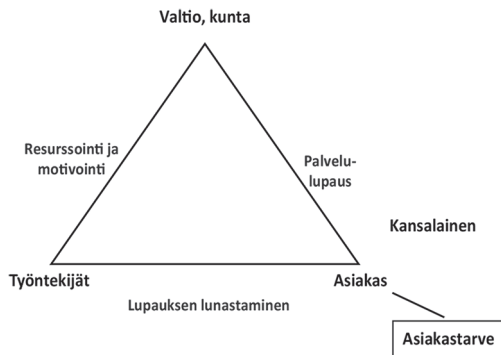 Valtio, kunta
Resurssointi ja
motivointi
Palvelu-
lupaus
Kansalainen
Työntekijät
Asiakas
Lupauksen lunastaminen
Asiakastarve